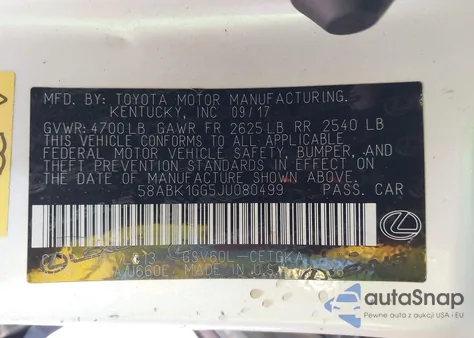 MFD. BY: TOYOTA MOTOR MANUFACTURING.
KENTUCKY, INC 09/17
GVWR: 4700LB GAWR FR 2625LB RR 2540 LB
THIS VEHICLE CONFORMS TO ALL APPLICABLE
FEDERAL MOTOR VEHICLE SAFETY, BUMPER, AND
THEFT PREVENTION STANDARDS IN EFFECT ON
THE DATE OF MANUFACTURE SHOWN ABOVE.
58ABK1GG5JU080499 PASS. CAR
GSV60L-CETGKA
MADE IN
autoSnap
Pewne auta z aukcji USA - EU